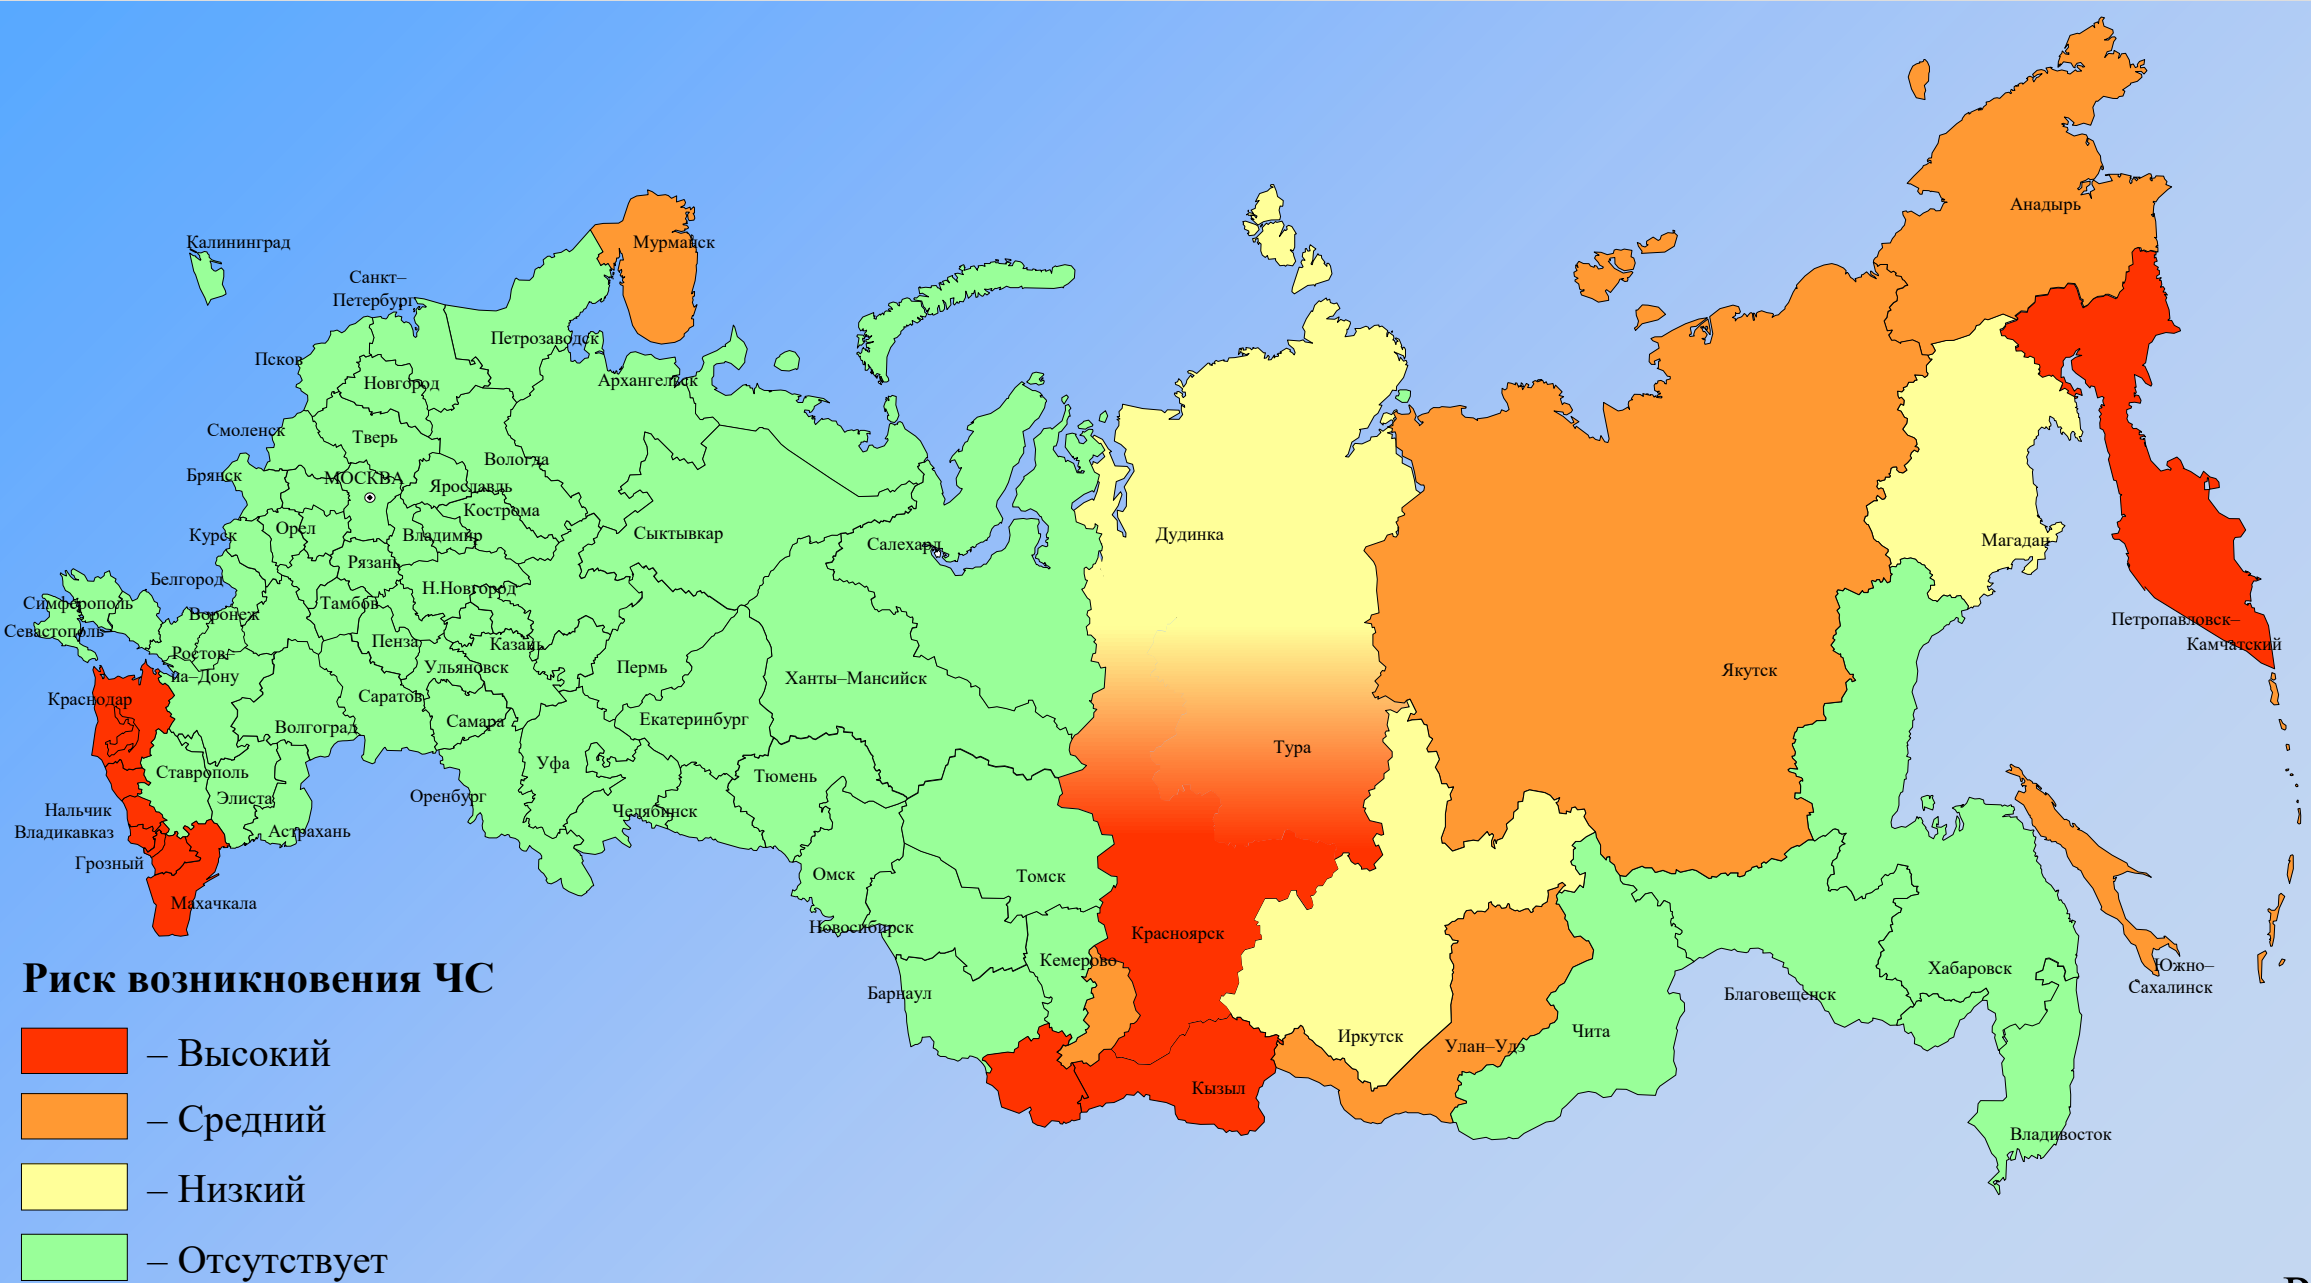 Анадырь
Калининград
Мурманск
Санкт–
Петербург
Петрозаводск
Псков
Новгород
Архангельск
Смоленск
Тверь
Вологда
Брянск
МОСКВА
Ярославль
Кострома
Орел
Курск
Владимир
Сыктывкар
Салехард
Дудинка
Магадан
Рязань
Белгород
Н.Новгород
Симферополь
Тамбов
Воронеж
Севастополь
Пенза
Казань
Петропавловск–
Камчатский
Ростов–
на–Дону
Ульяновск
Пермь
Ханты–Мансийск
Якутск
Краснодар
Саратов
Самара
Екатеринбург
Волгоград
Тура
Ставрополь
Уфа
Тюмень
Элиста
Оренбург
Челябинск
Нальчик
Владикавказ
Астрахань
Грозный
Омск
Томск
Махачкала
Новосибирск
Красноярск
Кемерово
Барнаул
Хабаровск
Южно–
Сахалинск
Благовещенск
Чита
Иркутск
Улан–Удэ
Кызыл
Владивосток
Риск возникновения ЧС
– Высокий
– Средний
– Низкий
– Отсутствует